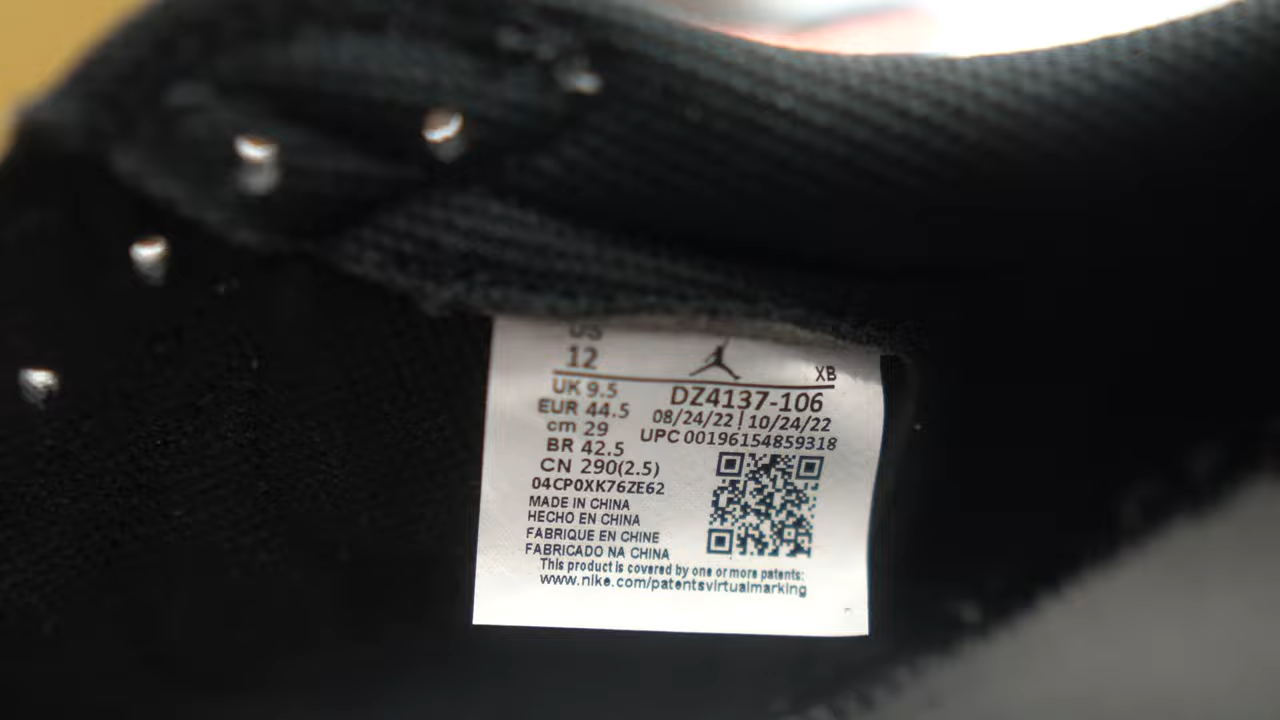 US
12
XB
UK 9.5
EUR 44.5
cm 29
BR 42.5
CN 290(2.5)
04CP0XK76ZE62
DZ4137-106
08/24/22 | 10/24/22
UPC 00196154859318
MADE IN CHINA
HECHO EN CHINA
FABRIQUE EN CHINE
FABRICADO NA CHINA
This product is covered by one or more patents:
www.nike.com/patentsvirtualmarking